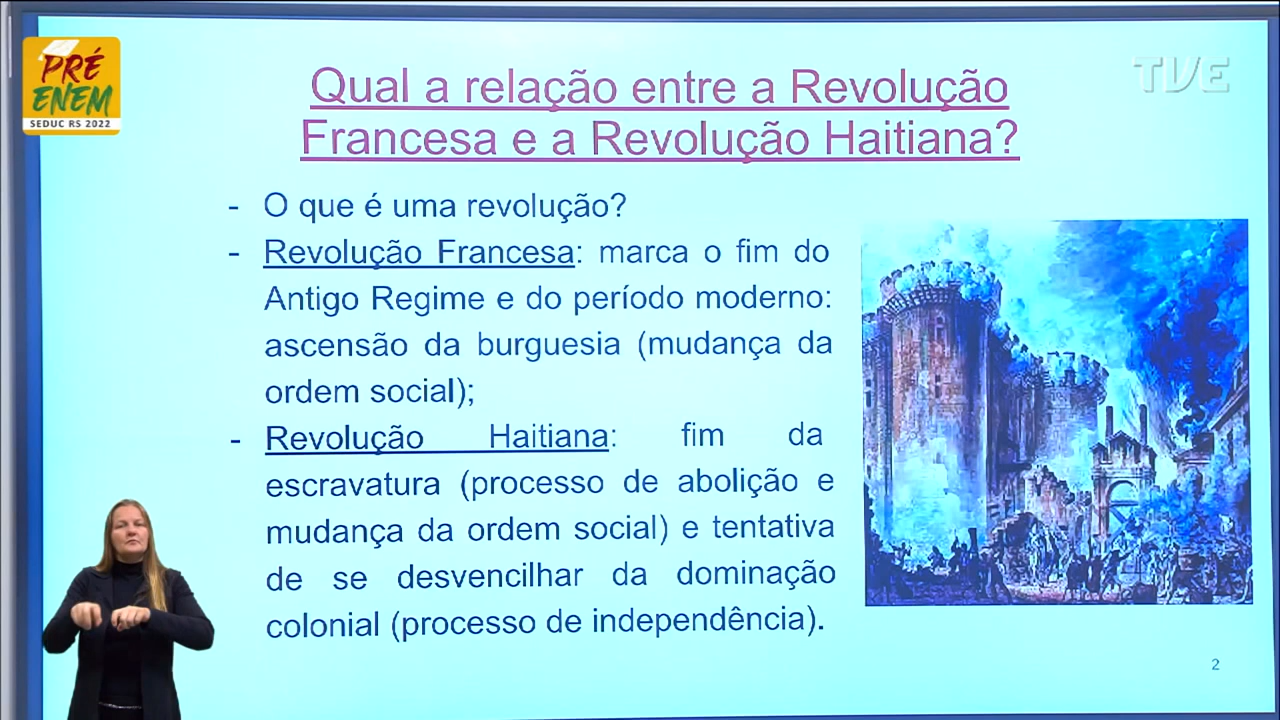 PRÉ
ENEM
SEDUC RS 2022
TVE
Qual a relação entre a Revolução
Francesa e a Revolução Haitiana?
- O que é uma revolução?
- Revolução Francesa: marca o fim do
Antigo Regime e do período moderno:
ascensão da burguesia (mudança da
ordem social);
- Revolução Haitiana: fim da
escravatura (processo de abolição e
mudança da ordem social) e tentativa
de se desvencilhar da dominação
colonial (processo de independência).
2